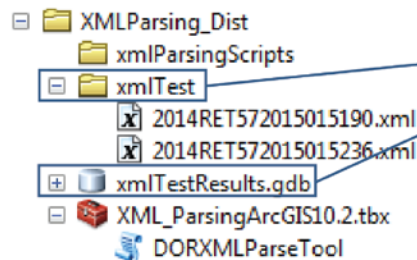 XMLParsing_Dist
xmlParsingScripts
xmlTest
2014RET572015015190.xml
2014RET572015015236.xml
xmlTestResults.gdb
XML_ParsingArcGIS10.2.tbx
DORXMLParseTool